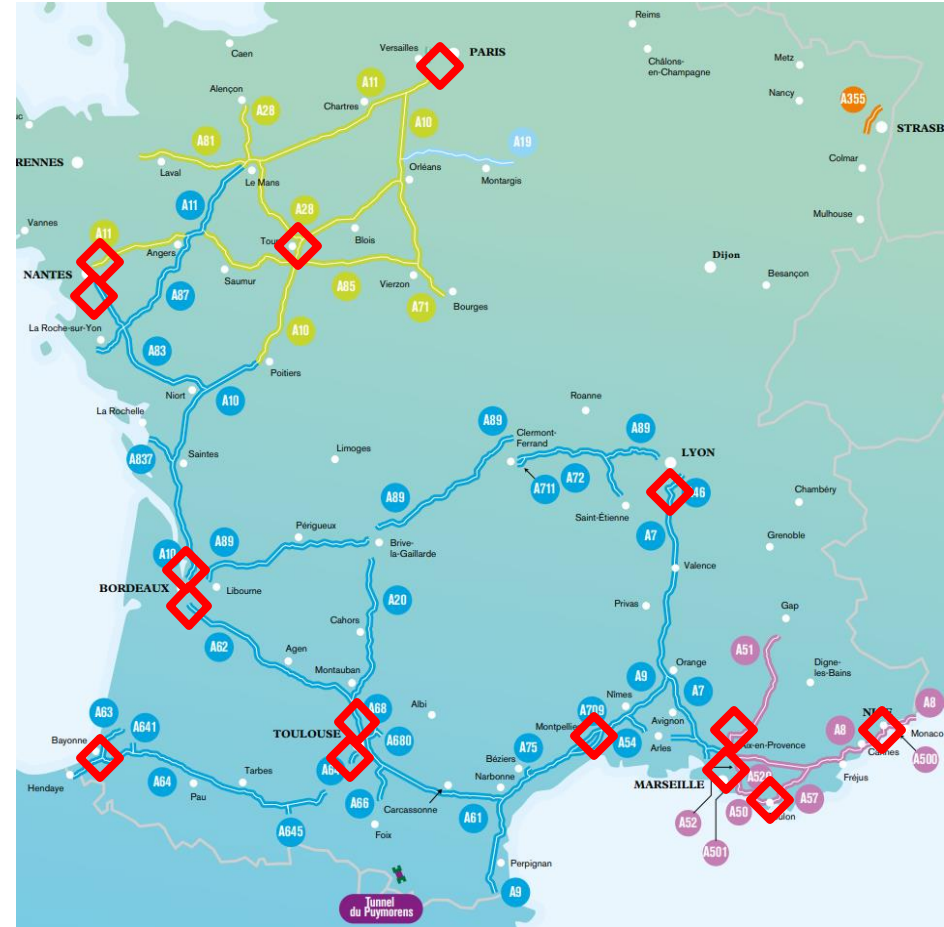 Reims
Caen
Versailles
PARIS
Châlons-
en-Champagne
Metz
Alençon
A11
Nancy
A28
Chartres
A355
A10
STRASB
A81
A19
RENNES
Laval
Le Mans
Orléans
Montargis
Colmar
A11
A28
Mulhouse
Vannes
A11
Tour
Blois
Angers
Dijon
NANTES
Saumur
A85
Vierzon
Besançon
A87
A71
Bourges
La Roche-sur-Yon
A10
A83
Poitiers
Niort
A10
Roanne
La Rochelle
A89
Clermont-
Ferrand
A89
LYON
A837
Saintes
Limoges
A711
A72
A46
Chambéry
A89
Saint-Étienne
Périgueux
A7
Grenoble
A10
A89
Brive-
la-Gaillarde
Valence
BORDEAUX
Libourne
A20
Privas
Gap
Cahors
A62
Agen
A51
Montauban
A9
Orange
Digne-
les-Bains
A68
Albi
Nîmes
A7
A63
A641
A709
A8
Bayonne
TOULOUSE
A680
Montpellier
Avignon
A8
Monaco
A75
A54
Arles
Aix-en-Provence
Cannes
Béziers
A500
Hendaye
A64
Tarbes
A64
Narbonne
MARSEILLE
A520
Fréjus
Pau
A66
Carcassonne
A61
A50
A57
A645
Foix
A52
A501
Perpignan
A9
Tunnel
du Puymorens